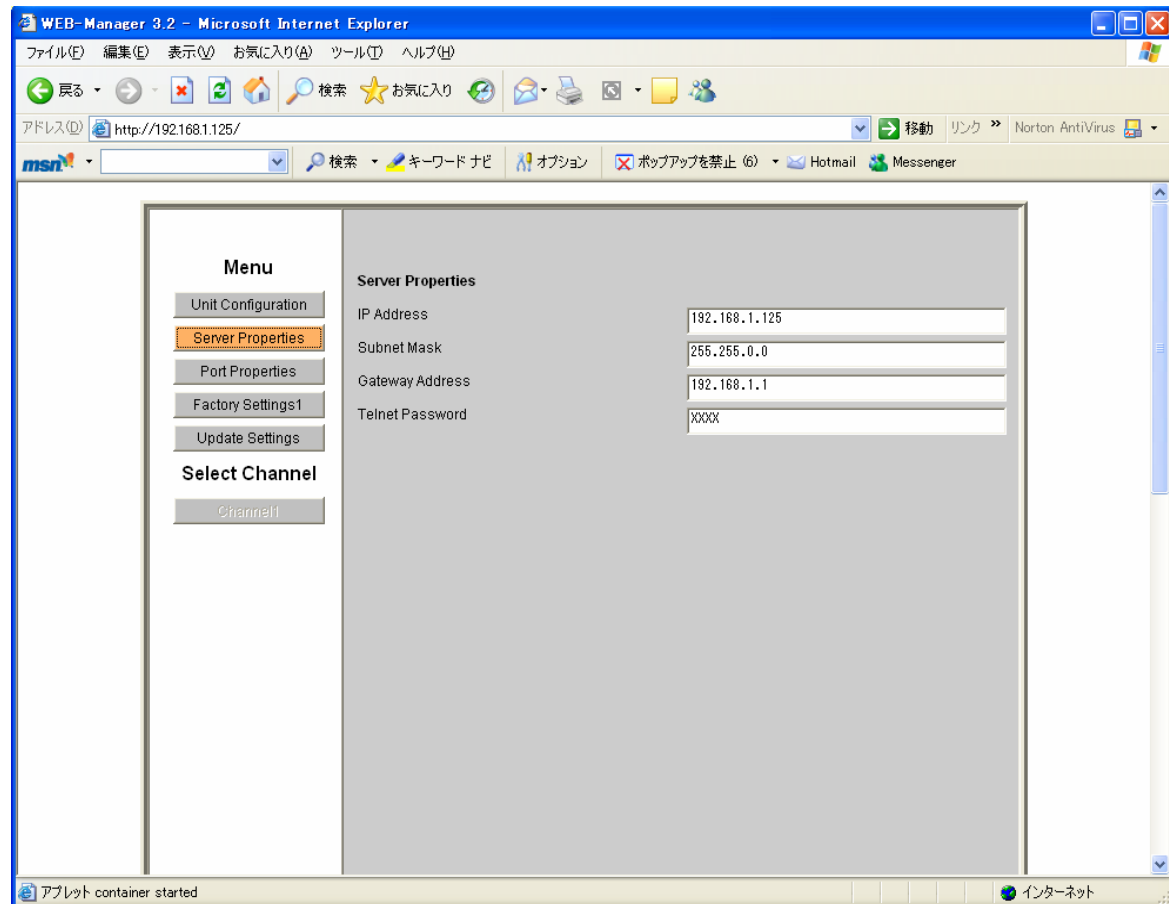 WEB-Manager 3.2 - Microsoft Internet Explorer
ファイル(F) 編集(E) 表示(V) お気に入り(A) ツール(T) ヘルプ(H)
戻る 検索 お気に入り
アドレス(D) http://192.168.1.125/ 移動 リンク » Norton AntiVirus
msn 検索 キーワード ナビ オプション ポップアップを禁止 (6) Hotmail Messenger
Menu
Unit Configuration
Server Properties
Port Properties
Factory Settings1
Update Settings
Select Channel
Channel1
Server Properties
IP Address 192.168.1.125
Subnet Mask 255.255.0.0
Gateway Address 192.168.1.1
Telnet Password XXXX
アプレット container started インターネット